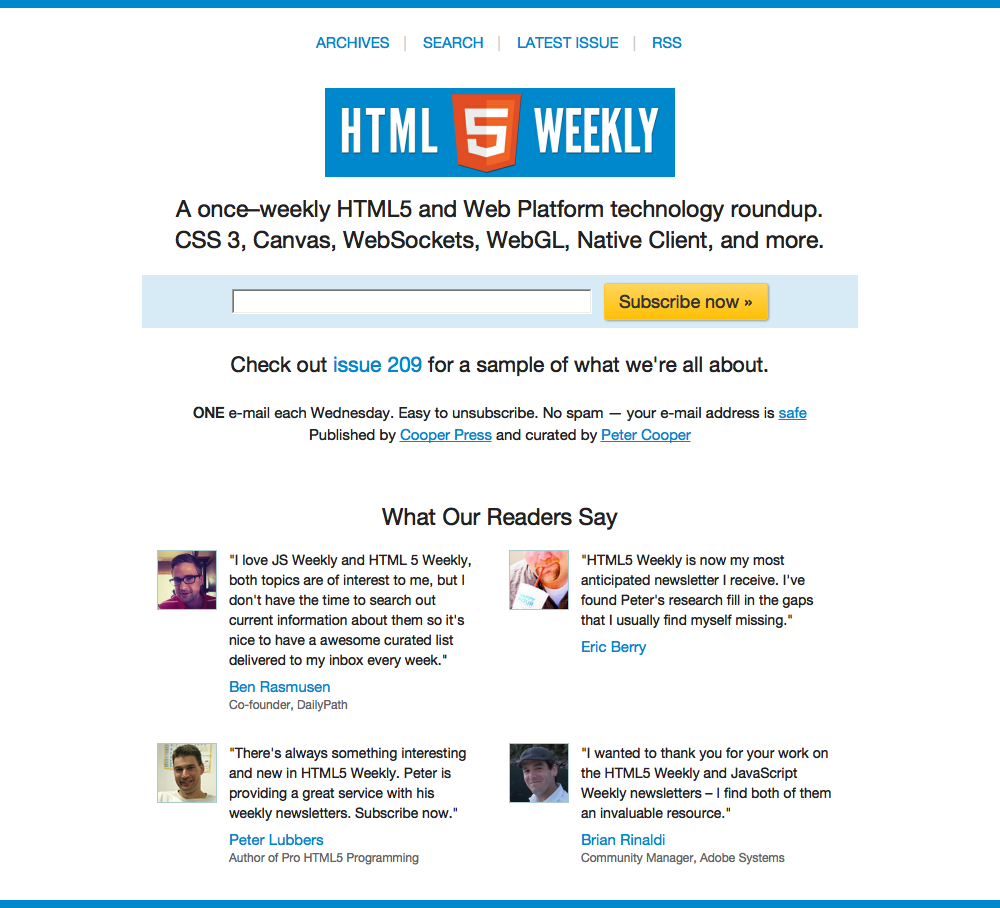 ARCHIVES | SEARCH | LATEST ISSUE | RSS
HTML 5 WEEKLY
A once–weekly HTML5 and Web Platform technology roundup.
CSS 3, Canvas, WebSockets, WebGL, Native Client, and more.
Subscribe now »
Check out issue 209 for a sample of what we're all about.
ONE e-mail each Wednesday. Easy to unsubscribe. No spam — your e-mail address is safe
Published by Cooper Press and curated by Peter Cooper
What Our Readers Say
"I love JS Weekly and HTML 5 Weekly,
both topics are of interest to me, but I
don't have the time to search out
current information about them so it's
nice to have a awesome curated list
delivered to my inbox every week."
Ben Rasmusen
Co-founder, DailyPath
"HTML5 Weekly is now my most
anticipated newsletter I receive. I've
found Peter's research fill in the gaps
that I usually find myself missing."
Eric Berry
"There's always something interesting
and new in HTML5 Weekly. Peter is
providing a great service with his
weekly newsletters. Subscribe now."
Peter Lubbers
Author of Pro HTML5 Programming
"I wanted to thank you for your work on
the HTML5 Weekly and JavaScript
Weekly newsletters – I find both of them
an invaluable resource."
Brian Rinaldi
Community Manager, Adobe Systems